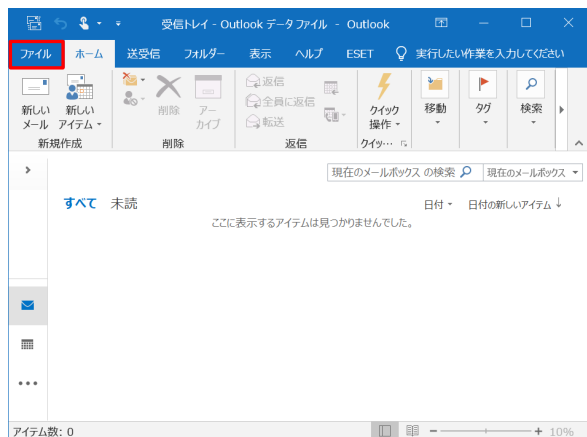 受信トレイ - Outlook データ ファイル - Outlook
ファイル ホーム 送受信 フォルダー 表示 ヘルプ ESET 実行したい作業を入力してください
新しい メール
新しい アイテム
新規作成
削除
アー カイブ
削除
返信
全員に返信
転送
返信
クイック 操作
クイッ…
移動
タグ
検索
現在のメールボックス の検索 現在のメールボックス
すべて 未読 日付 日付の新しいアイテム ↓
ここに表示するアイテムは見つかりませんでした。
アイテム数: 0
10%